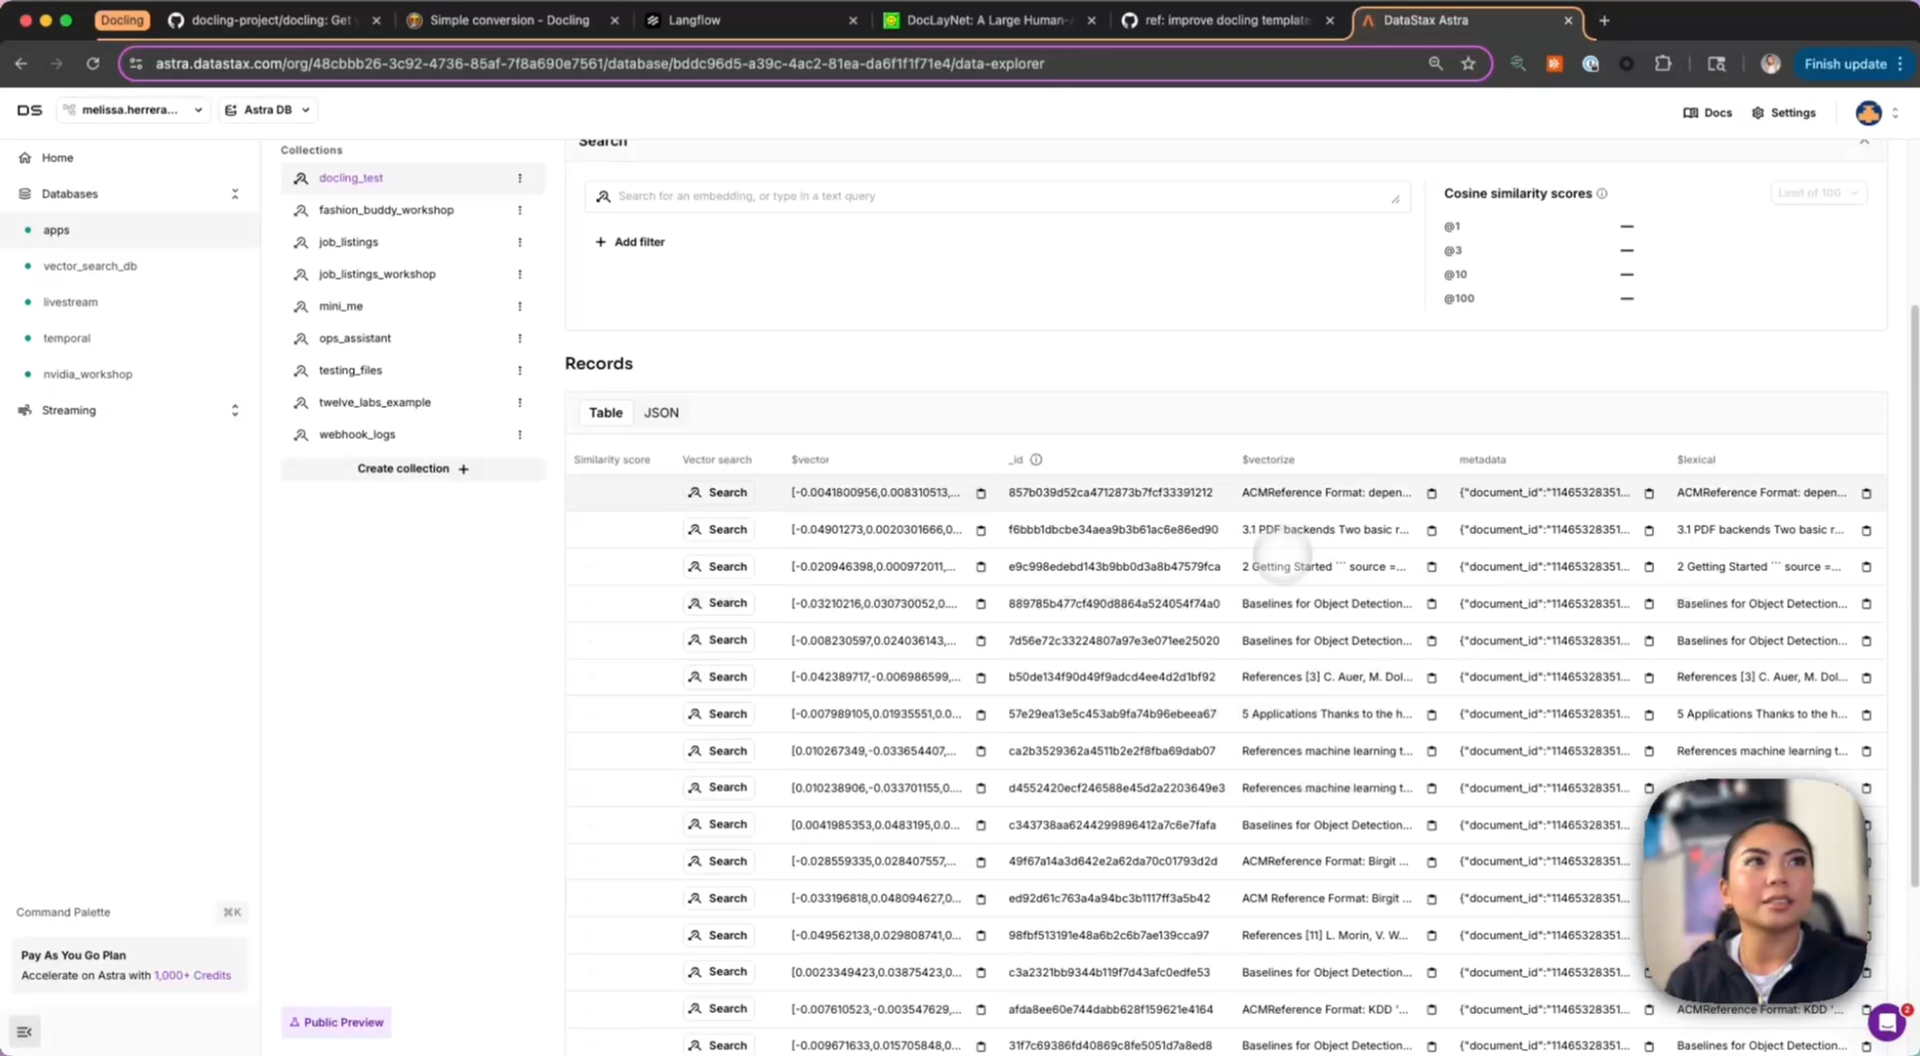 Docling
docling-project/docling: Get
Simple conversion - Docling
Langflow
DocLayNet: A Large Human-
ref: improve docling template
DataStax Astra
astra.datastax.com/org/48cbbb26-3c92-4736-85af-7f8a690e7561/database/bddc96d5-a39c-4ac2-81ea-da6f1f1f71e4/data-explorer
Finish update
DS
melissa.herrera...
Astra DB
Docs
Settings
Home
Databases
apps
vector_search_db
livestream
temporal
nvidia_workshop
Streaming
Command Palette
⌘K
Pay As You Go Plan
Accelerate on Astra with 1,000+ Credits
Collections
docling_test
fashion_buddy_workshop
job_listings
job_listings_workshop
mini_me
ops_assistant
testing_files
twelve_labs_example
webhook_logs
Create collection +
Public Preview
Search
Search for an embedding, or type in a text query
+ Add filter
Cosine similarity scores
Limit of 100
@1 —
@3 —
@10 —
@100 —
Records
Table JSON
Similarity score Vector search $vector _id $vectorize metadata $lexical
Search [-0.0041800956,0.008310513,... 857b039d52ca4712873b7fcf33391212 ACMReference Format: depen... {"document_id":"11465328351... ACMReference Format: depen...
Search [-0.04901273,0.0020301666,0... f6bbb1dbcbe34aea9b3b61ac6e86ed90 3.1 PDF backends Two basic r... {"document_id":"11465328351... 3.1 PDF backends Two basic r...
Search [-0.020946398,0.000972011,... e9c998edebd143b9bb0d3a8b47579fca 2 Getting Started ``` source =... {"document_id":"11465328351... 2 Getting Started ``` source =...
Search [-0.03210216,0.030730052,0.... 889785b477cf490d8864a524054f74a0 Baselines for Object Detection... {"document_id":"11465328351... Baselines for Object Detection...
Search [-0.008230597,0.024036143,... 7d56e72c33224807a97e3e071ee25020 Baselines for Object Detection... {"document_id":"11465328351... Baselines for Object Detection...
Search [-0.042389717,-0.006986599,... b50de134f90d49f9adcd4ee4d2d1bf92 References [3] C. Auer, M. Dol... {"document_id":"11465328351... References [3] C. Auer, M. Dol...
Search [-0.007989105,0.01935551,0.0... 57e29ea13e5c453ab9fa74b96ebeea67 5 Applications Thanks to the h... {"document_id":"11465328351... 5 Applications Thanks to the h...
Search [0.010267349,-0.033654407,... ca2b3529362a4511b2e2f8fba69dab07 References machine learning t... {"document_id":"11465328351... References machine learning t...
Search [0.010238906,-0.033701155,0.... d4552420ecf246588e45d2a2203649e3 References machine learning t... {"document_id":"11465328351...
Search [0.0041985353,0.0483195,0.0... c343738aa6244299896412a7c6e7fafa Baselines for Object Detection... {"document_id":"11465328351...
Search [-0.028559335,0.028407557,... 49f67a14a3d642e2a62da70c01793d2d ACMReference Format: Birgit ... {"document_id":"11465328351...
Search [-0.033196818,0.048094627,0... ed92d61c763a4a94bc3b1117ff3a5b42 ACM Reference Format: Birgit ... {"document_id":"11465328351...
Search [-0.049562138,0.029808741,0... 98fbf513191e48a6b2c6b7ae139cca97 References [11] L. Morin, V. W... {"document_id":"11465328351...
Search [0.0023349423,0.03875423,0... c3a2321bb9344b119f7d43afc0edfe53 Baselines for Object Detection... {"document_id":"11465328351...
Search [-0.007610523,-0.003547629,... afda8ee60e744dabb628f159621e4164 ACMReference Format: KDD '... {"document_id":"11465328351... ACMReference Format: KDD '...
Search [-0.009671633,0.015705848,0... 31f7c69386fd40869c8fe5051d7a8ed8 Baselines for Object Detection... {"document_id":"11465328351... Baselines for Object Detection...
2